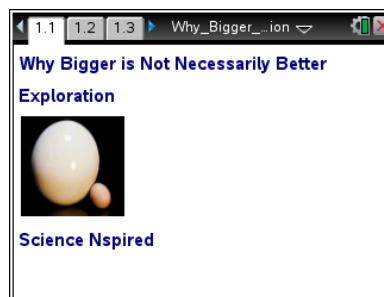 1.1 1.2 1.3 Why_Bigger_...ion
Why Bigger is Not Necessarily Better
Exploration
Science Nspired